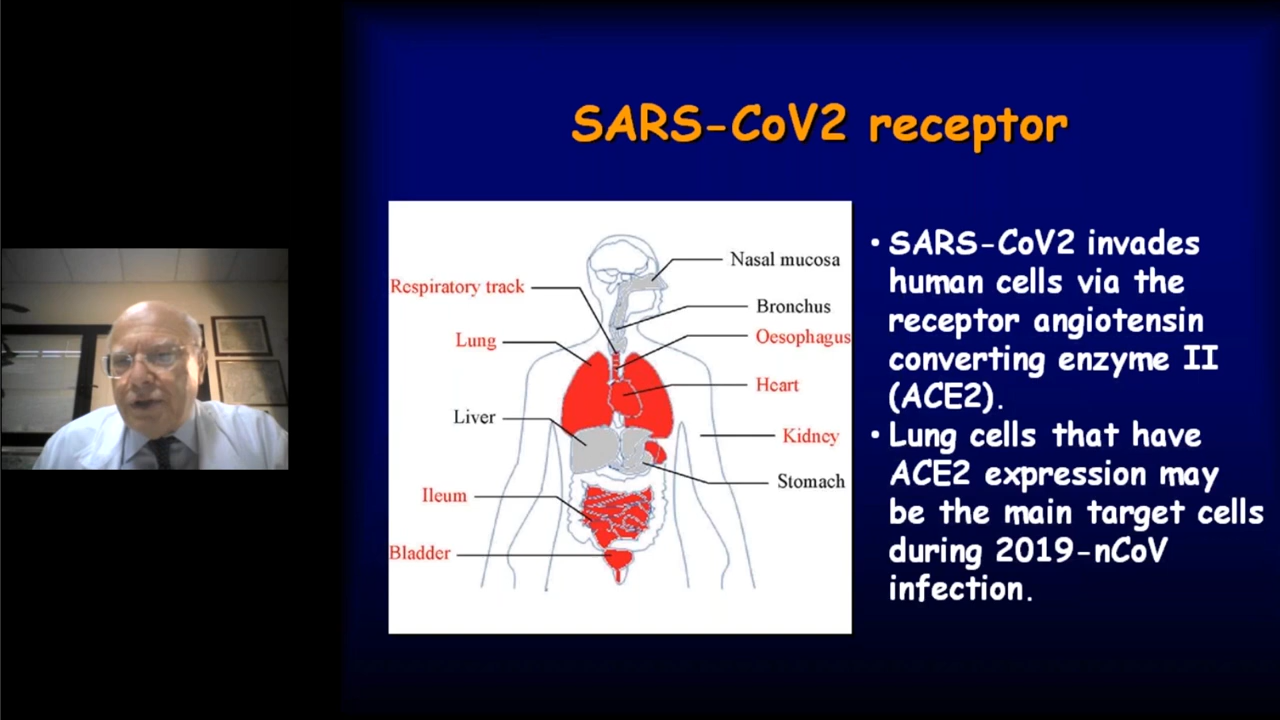 SARS-CoV2 receptor
Nasal mucosa
Respiratory track
Bronchus
Oesophagus
Lung
Heart
Liver
Kidney
Stomach
Ileum
Bladder
• SARS-CoV2 invades
human cells via the
receptor angiotensin
converting enzyme II
(ACE2).
• Lung cells that have
ACE2 expression may
be the main target cells
during 2019-nCoV
infection.